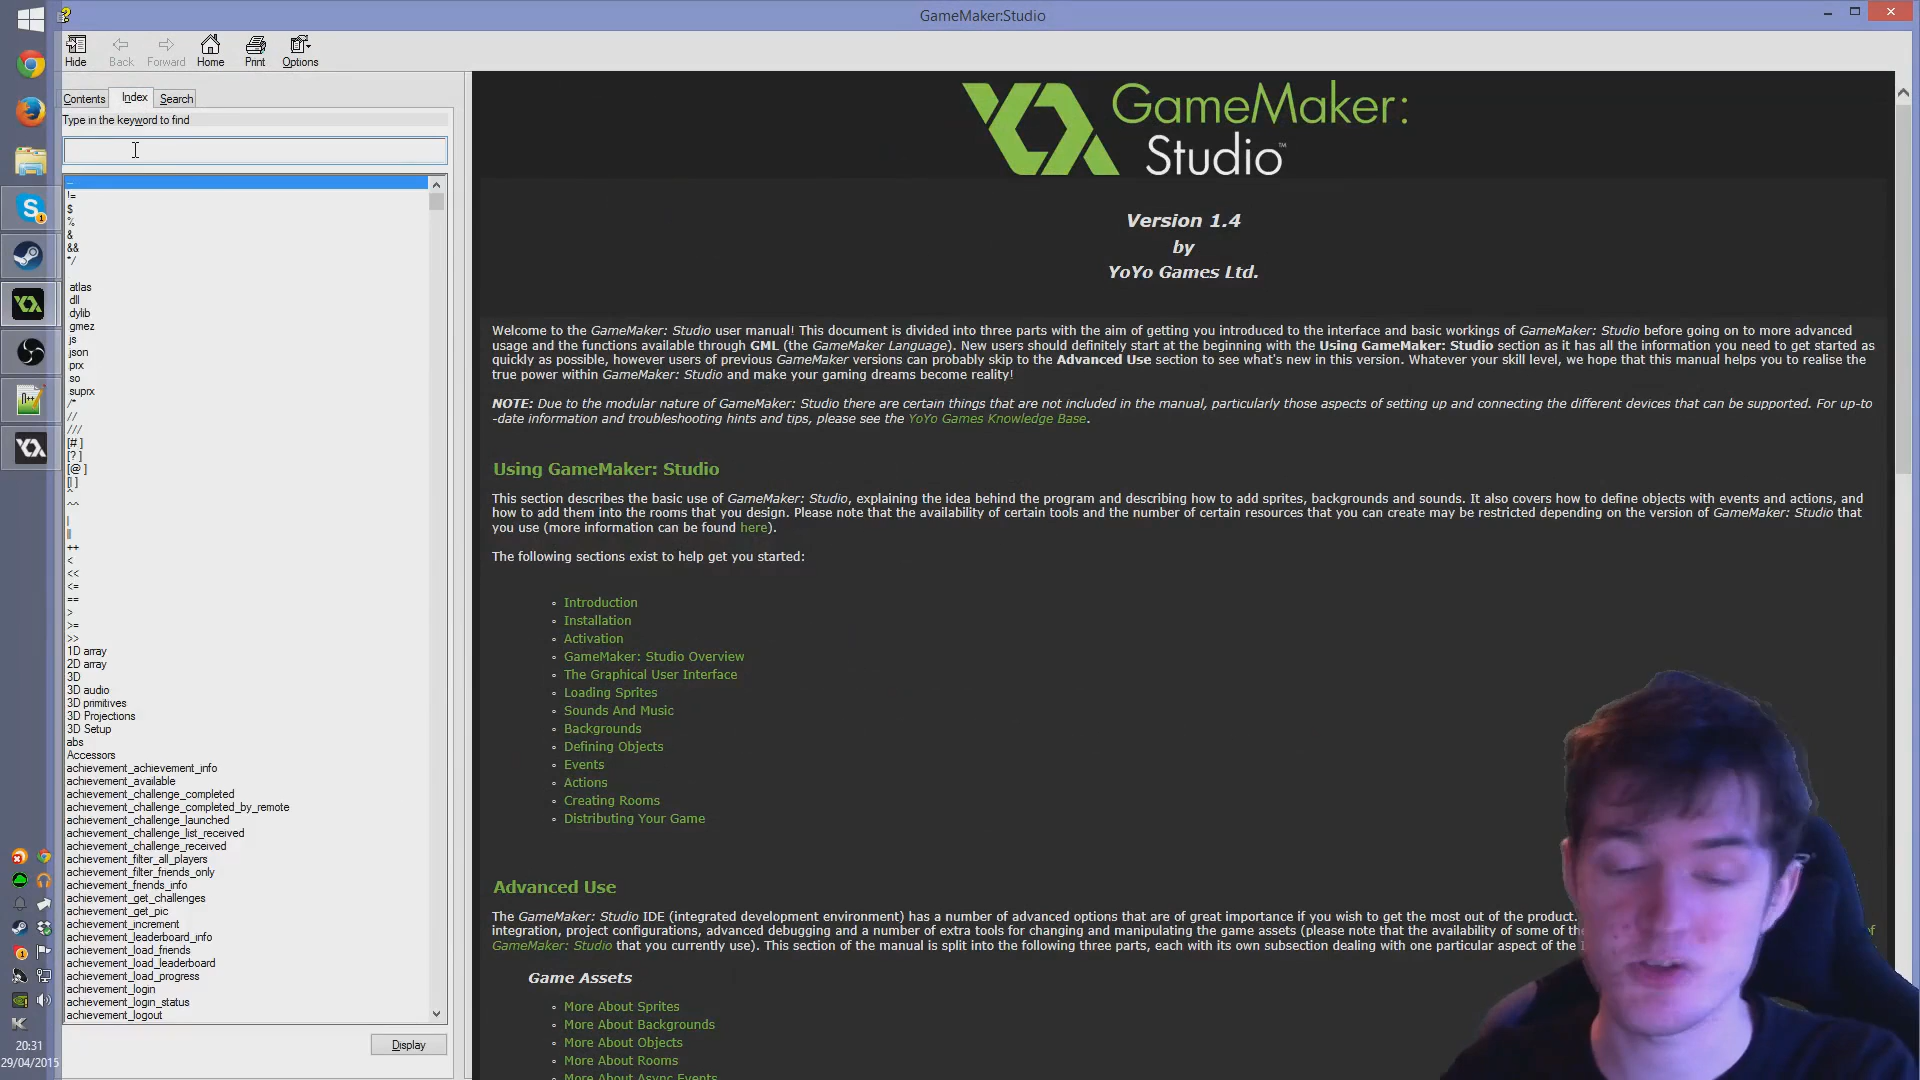 GameMaker:Studio
Hide
Back
Forward
Home
Print
Options
Contents
Index
Search
Type in the keyword to find
!=
$
%
&
&&
*/
atlas
dll
dylib
gmez
js
json
prx
so
suprx
/*
//
///
[# ]
[? ]
[@ ]
[| ]
^
^^
|
||
++
<
<<
<=
==
>
>=
>>
1D array
2D array
3D
3D audio
3D primitives
3D Projections
3D Setup
abs
Accessors
achievement_achievement_info
achievement_available
achievement_challenge_completed
achievement_challenge_completed_by_remote
achievement_challenge_launched
achievement_challenge_list_received
achievement_challenge_received
achievement_filter_all_players
achievement_filter_friends_only
achievement_friends_info
achievement_get_challenges
achievement_get_pic
achievement_increment
achievement_leaderboard_info
achievement_load_friends
achievement_load_leaderboard
achievement_load_progress
achievement_login
achievement_login_status
achievement_logout
Display
20:31
29/04/2015
GameMaker:
Studio™
Version 1.4
by
YoYo Games Ltd.
Welcome to the GameMaker: Studio user manual! This document is divided into three parts with the aim of getting you introduced to the interface and basic workings of GameMaker: Studio before going on to more advanced
usage and the functions available through GML (the GameMaker Language). New users should definitely start at the beginning with the Using GameMaker: Studio section as it has all the information you need to get started as
quickly as possible, however users of previous GameMaker versions can probably skip to the Advanced Use section to see what's new in this version. Whatever your skill level, we hope that this manual helps you to realise the
true power within GameMaker: Studio and make your gaming dreams become reality!
NOTE: Due to the modular nature of GameMaker: Studio there are certain things that are not included in the manual, particularly those aspects of setting up and connecting the different devices that can be supported. For up-to
-date information and troubleshooting hints and tips, please see the YoYo Games Knowledge Base.
Using GameMaker: Studio
This section describes the basic use of GameMaker: Studio, explaining the idea behind the program and describing how to add sprites, backgrounds and sounds. It also covers how to define objects with events and actions, and
how to add them into the rooms that you design. Please note that the availability of certain tools and the number of certain resources that you can create may be restricted depending on the version of GameMaker: Studio that
you use (more information can be found here).
The following sections exist to help get you started:
Introduction
Installation
Activation
GameMaker: Studio Overview
The Graphical User Interface
Loading Sprites
Sounds And Music
Backgrounds
Defining Objects
Events
Actions
Creating Rooms
Distributing Your Game
Advanced Use
The GameMaker: Studio IDE (integrated development environment) has a number of advanced options that are of great importance if you wish to get the most out of the product.
integration, project configurations, advanced debugging and a number of extra tools for changing and manipulating the game assets (please note that the availability of some of the of
GameMaker: Studio that you currently use). This section of the manual is split into the following three parts, each with its own subsection dealing with one particular aspect of the
Game Assets
More About Sprites
More About Backgrounds
More About Objects
More About Rooms
More About Async Events